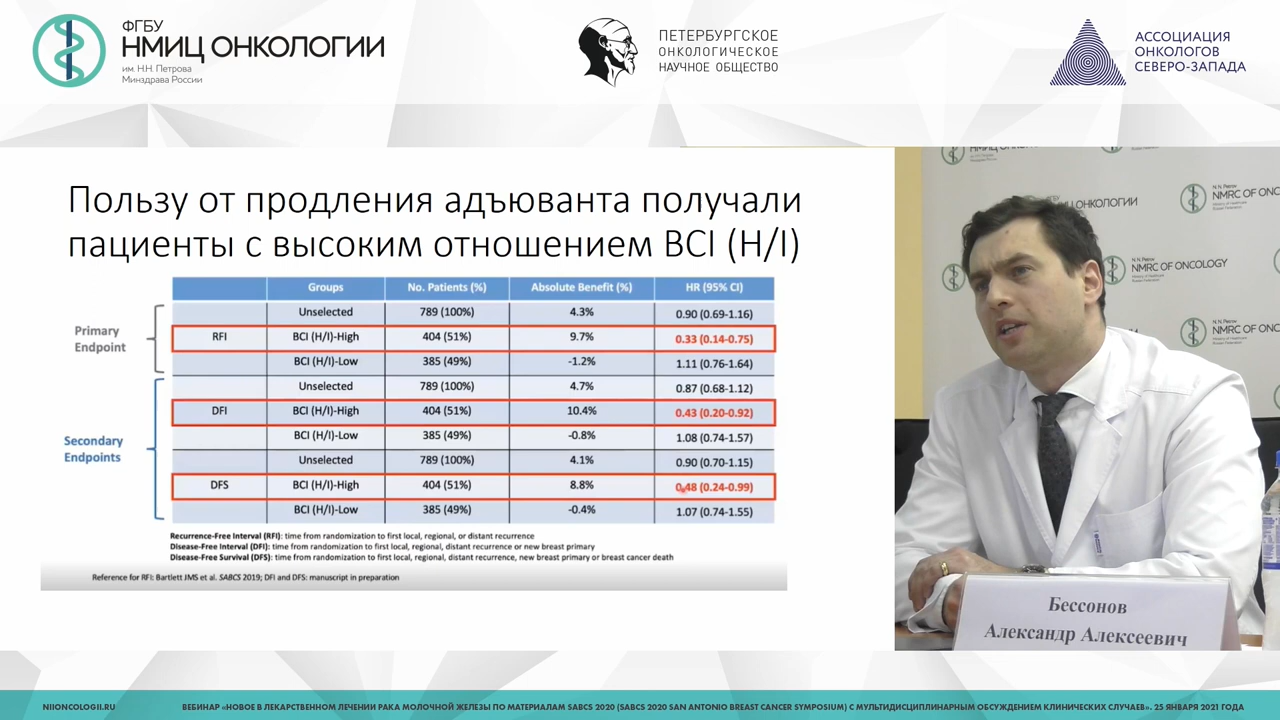 ФГБУ
НМИЦ ОНКОЛОГИИ
им. Н.Н. Петрова
Минздрава России
ПЕТЕРБУРГСКОЕ
ОНКОЛОГИЧЕСКОЕ
НАУЧНОЕ ОБЩЕСТВО
АССОЦИАЦИЯ
ОНКОЛОГОВ
СЕВЕРО-ЗАПАДА
Пользу от продления адъюванта получали
пациенты с высоким отношением BCI (H/I)
Groups No. Patients (%) Absolute Benefit (%) HR (95% CI)
Primary
Endpoint
Unselected 789 (100%) 4.3% 0.90 (0.69-1.16)
RFI BCI (H/I)-High 404 (51%) 9.7% 0.33 (0.14-0.75)
BCI (H/I)-Low 385 (49%) -1.2% 1.11 (0.76-1.64)
Secondary
Endpoints
Unselected 789 (100%) 4.7% 0.87 (0.68-1.12)
DFI BCI (H/I)-High 404 (51%) 10.4% 0.43 (0.20-0.92)
BCI (H/I)-Low 385 (49%) -0.8% 1.08 (0.74-1.57)
Unselected 789 (100%) 4.1% 0.90 (0.70-1.15)
DFS BCI (H/I)-High 404 (51%) 8.8% 0.48 (0.24-0.99)
BCI (H/I)-Low 385 (49%) -0.4% 1.07 (0.74-1.55)
Recurrence-Free Interval (RFI): time from randomization to first local, regional, or distant recurrence
Disease-Free Interval (DFI): time from randomization to first local, regional, distant recurrence or new breast primary
Disease-Free Survival (DFS): time from randomization to first local, regional, distant recurrence, new breast primary or breast cancer death
Reference for RFI: Bartlett JMS et al. SABCS 2019; DFI and DFS: manuscript in preparation
NMRC OF ONCOLOGY
Бессонов
Александр Алексеевич
NIIONCOLOGII.RU
ВЕБИНАР «НОВОЕ В ЛЕКАРСТВЕННОМ ЛЕЧЕНИИ РАКА МОЛОЧНОЙ ЖЕЛЕЗЫ ПО МАТЕРИАЛАМ SABCS 2020 (SABCS 2020 SAN ANTONIO BREAST CANCER SYMPOSIUM) С МУЛЬТИДИСЦИПЛИНАРНЫМ ОБСУЖДЕНИЕМ КЛИНИЧЕСКИХ СЛУЧАЕВ». 25 ЯНВАРЯ 2021 ГОДА